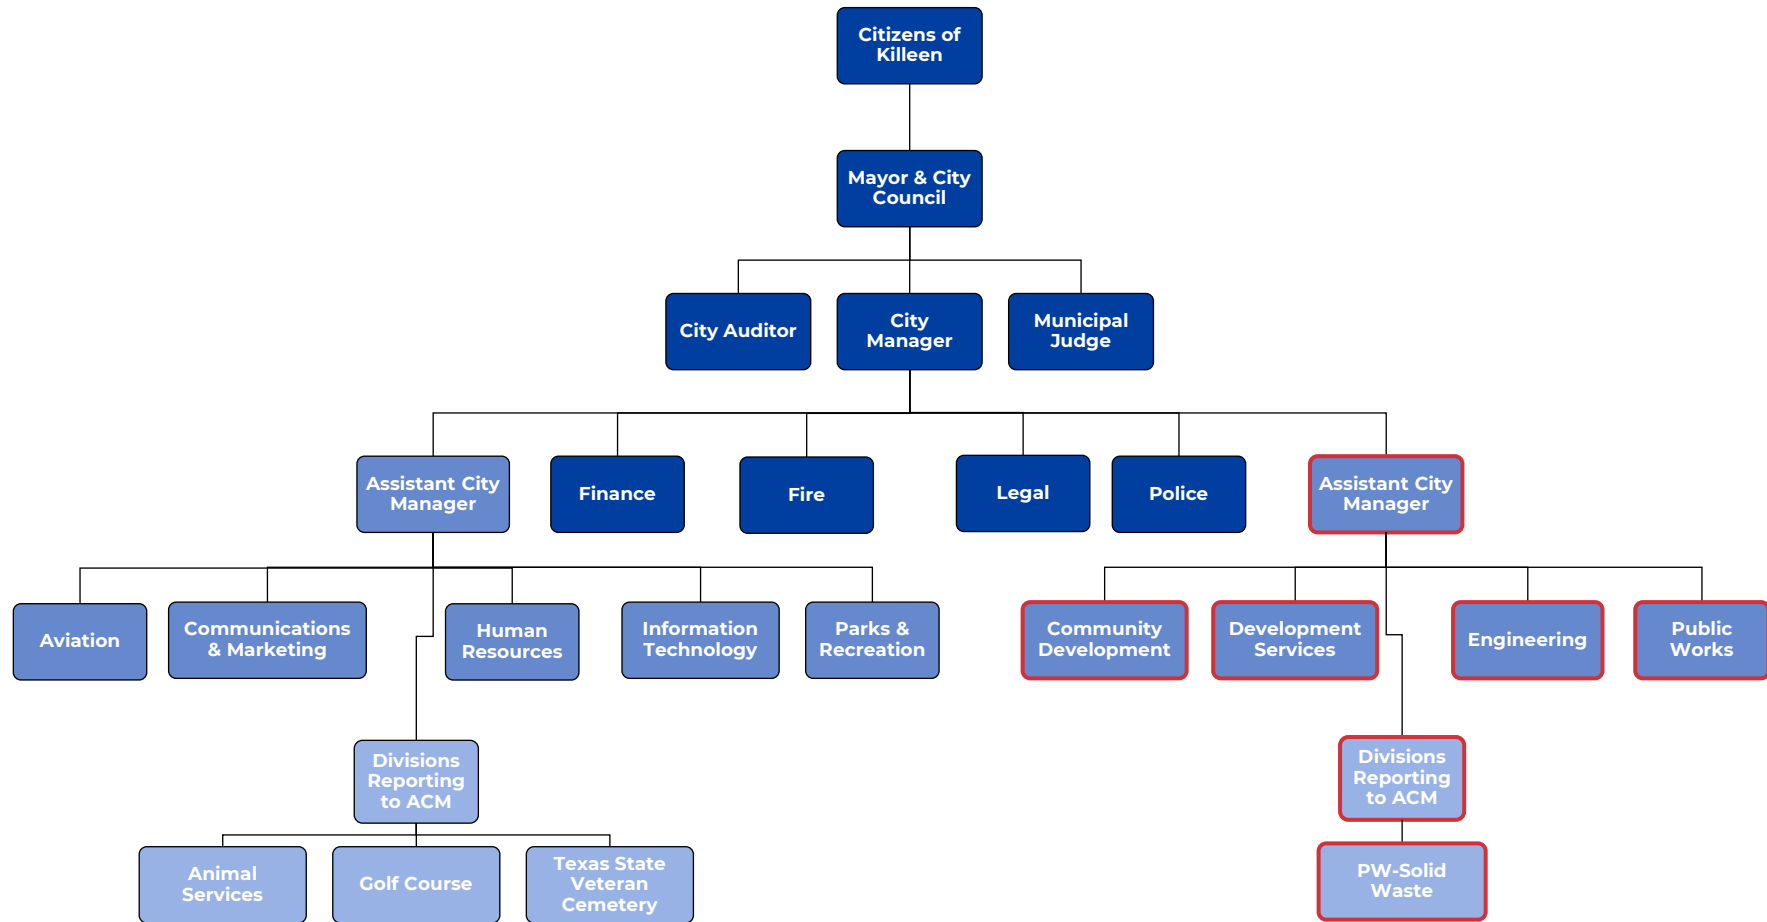 Citizens of
Killeen
Mayor & City
Council
City Auditor
City
Manager
Municipal
Judge
Assistant City
Manager
Finance
Fire
Legal
Police
Assistant City
Manager
Aviation
Communications
& Marketing
Human
Resources
Information
Technology
Parks &
Recreation
Community
Development
Development
Services
Engineering
Public
Works
Divisions
Reporting
to ACM
Divisions
Reporting
to ACM
Animal
Services
Golf Course
Texas State
Veteran
Cemetery
PW-Solid
Waste